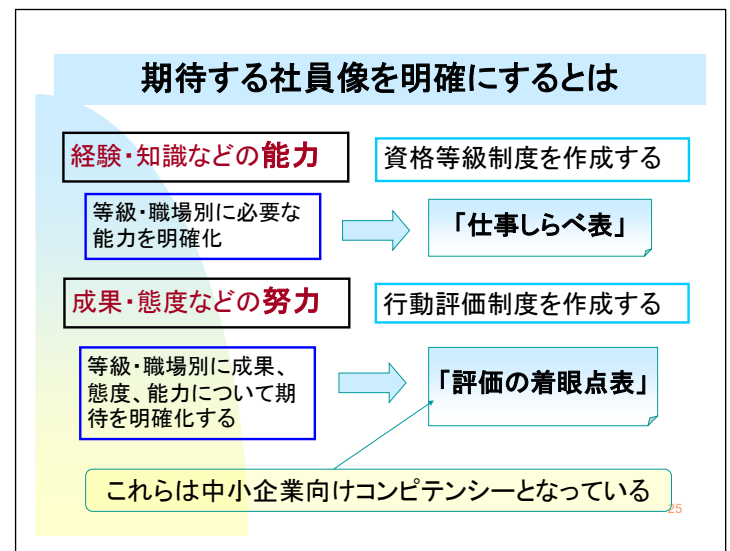 期待する社員像を明確にするとは
経験・知識などの能力
資格等級制度を作成する
等級・職場別に必要な
能力を明確化
「仕事しらべ表」
成果・態度などの努力
行動評価制度を作成する
等級・職場別に成果、
態度、能力について期
待を明確化する
「評価の着眼点表」
これらは中小企業向けコンピテンシーとなっている
25